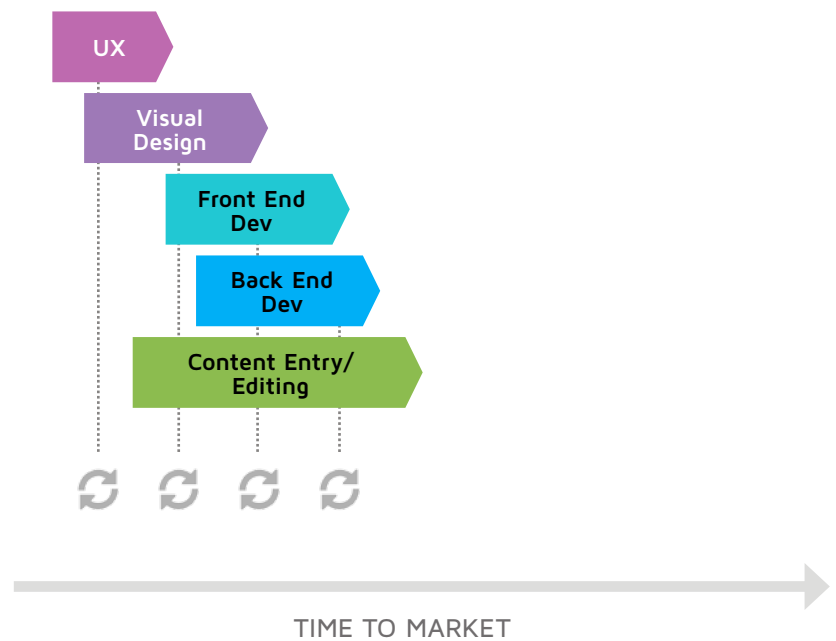 UX
Visual
Design
Front End
Dev
Back End
Dev
Content Entry/
Editing
TIME TO MARKET